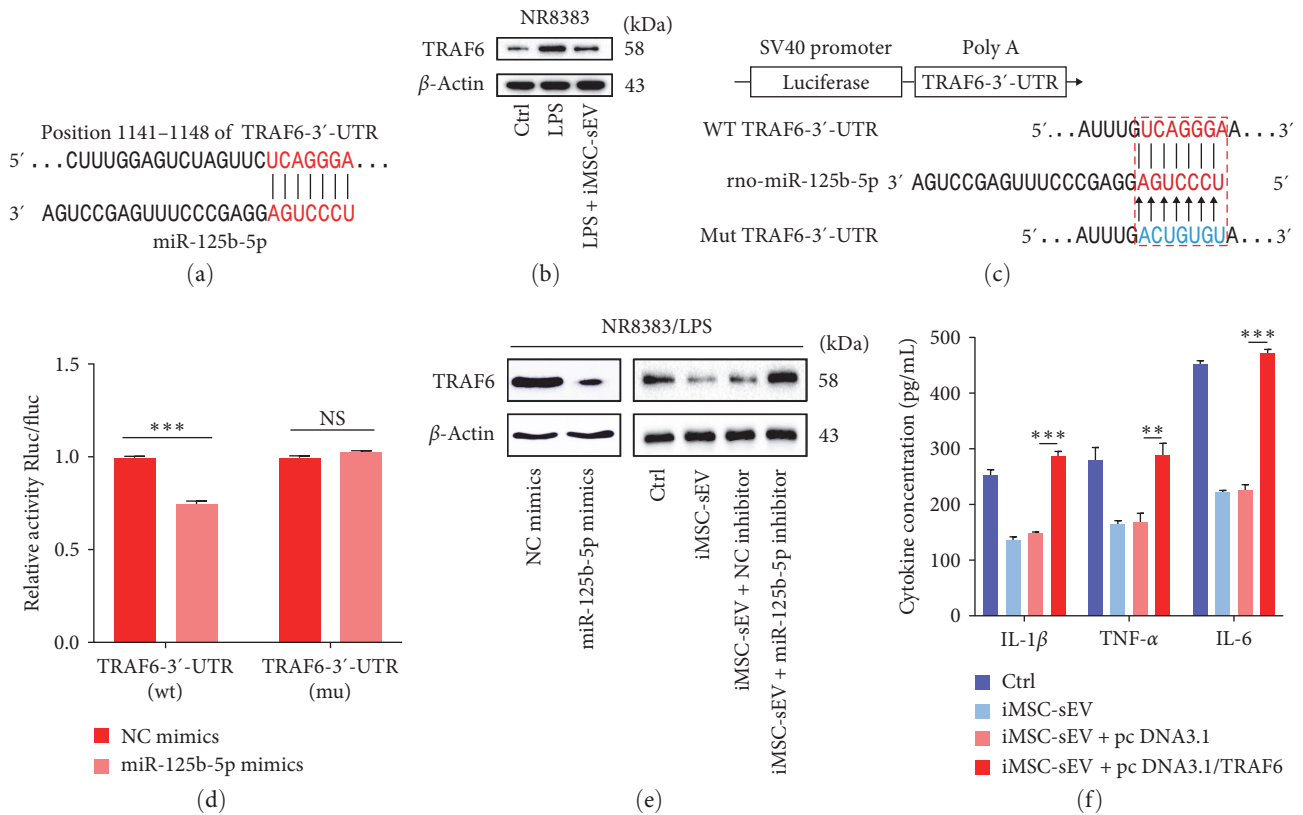 Position 1141–1148 of TRAF6-3′-UTR
5′ ...CUUUGGAGUCUAGUUCUCAGGGA...
3′ AGUCCGAGUUUCCCGAGGAGUCCCU
miR-125b-5p
(a)
NR8383
(kDa)
TRAF6
58
β-Actin
43
Ctrl
LPS
LPS + iMSC-sEV
(b)
SV40 promoter
Poly A
Luciferase
TRAF6-3′-UTR
WT TRAF6-3′-UTR
5′... AUUUGUCAGGGAA...3′
rno-miR-125b-5p
3′ AGUCCGAGUUUCCCGAGGAGUCCCU 5′
Mut TRAF6-3′-UTR
5′...AUUUGACUGUGUA...3′
(c)
Relative activity Rluc/fluc
1.5
1.0
0.5
0.0
***
NS
TRAF6-3′-UTR
(wt)
TRAF6-3′-UTR
(mu)
NC mimics
miR-125b-5p mimics
(d)
NR8383/LPS
(kDa)
TRAF6
58
β-Actin
43
NC mimics
miR-125b-5p mimics
Ctrl
iMSC-sEV
iMSC-sEV + NC inhibitor
iMSC-sEV + miR-125b-5p inhibitor
(e)
Cytokine concentration (pg/mL)
500
400
300
200
100
0
***
**
***
IL-1β
TNF-α
IL-6
Ctrl
iMSC-sEV
iMSC-sEV + pc DNA3.1
iMSC-sEV + pc DNA3.1/TRAF6
(f)